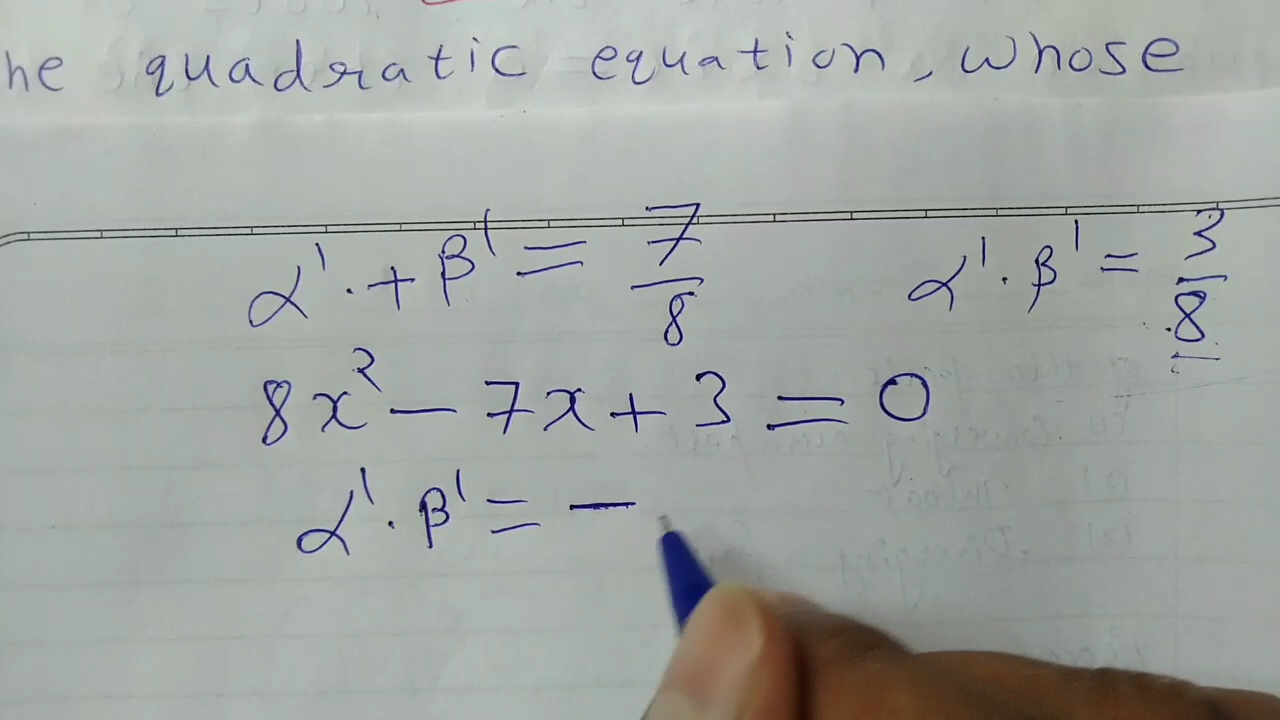 he quadratic equation, whose
α' . + β' = 7/8 α' . β' = 3/8
8x² - 7x + 3 = 0
α' . β' = -